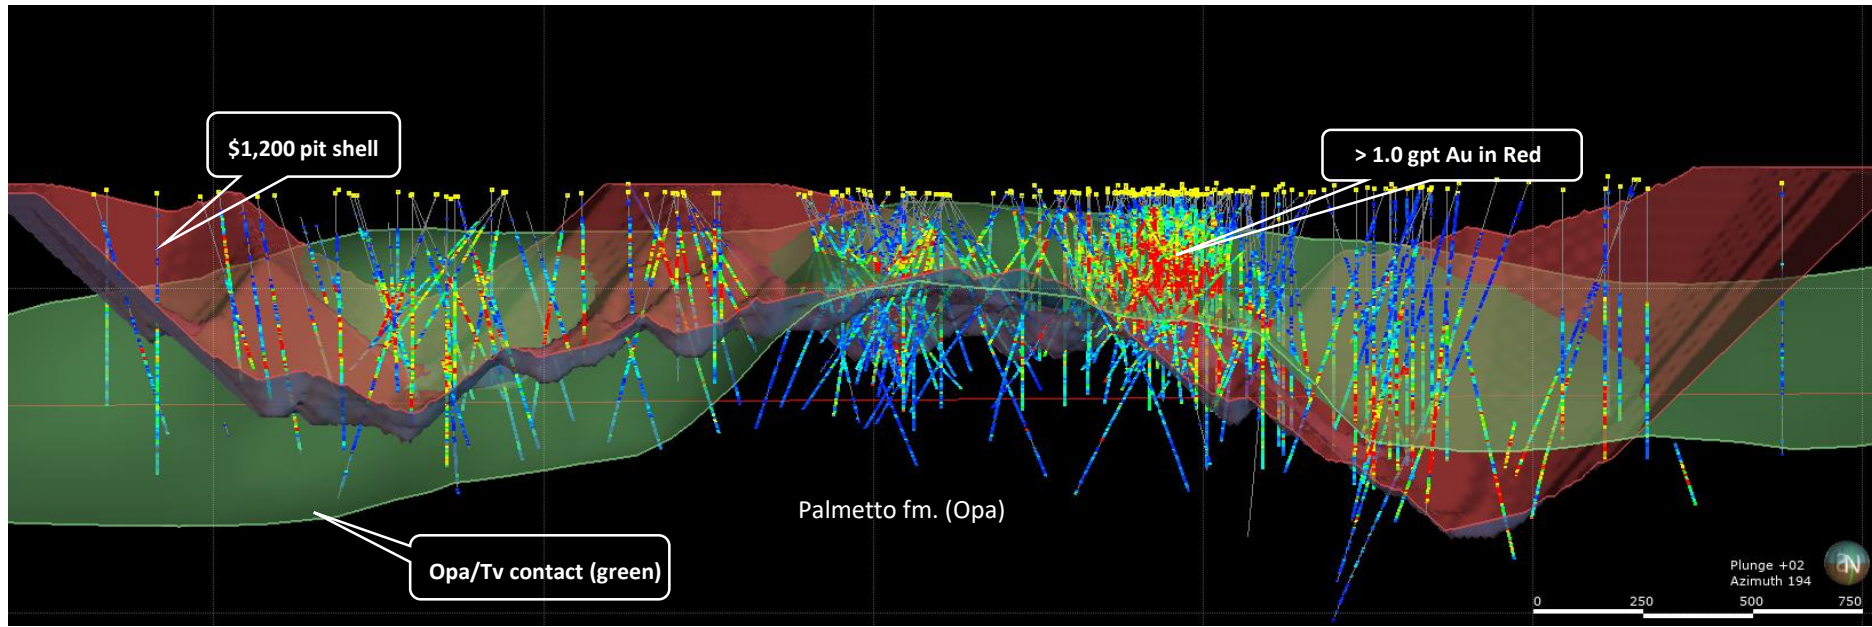 $1,200 pit shell
> 1.0 gpt Au in Red
Palmetto fm. (Opa)
Opa/Tv contact (green)
Plunge +02
Azimuth 194
N
0 250 500 750